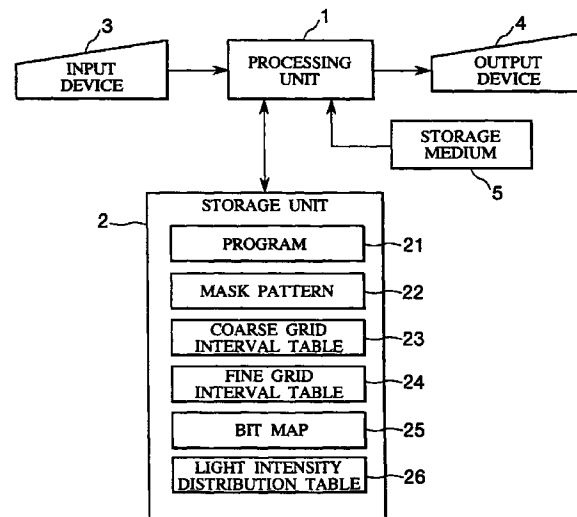 3
1
4
INPUT
DEVICE
PROCESSING
UNIT
OUTPUT
DEVICE
STORAGE
MEDIUM
5
2
STORAGE UNIT
PROGRAM
21
MASK PATTERN
22
COARSE GRID
INTERVAL TABLE
23
FINE GRID
INTERVAL TABLE
24
BIT MAP
25
LIGHT INTENSITY
DISTRIBUTION TABLE
26